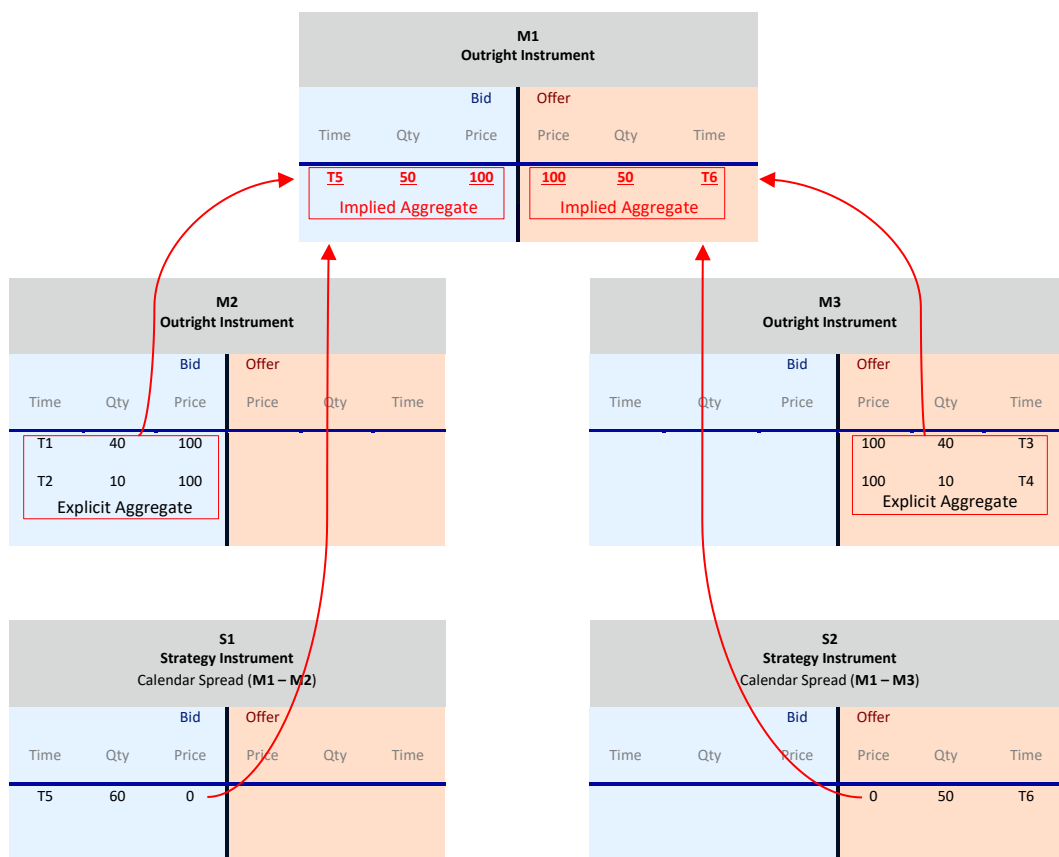 M1
Outright Instrument
Bid Offer
Time Qty Price Price Qty Time
T5 50 100 100 50 T6
Implied Aggregate Implied Aggregate
M2
Outright Instrument
Bid Offer
Time Qty Price Price Qty Time
T1 40 100
T2 10 100
Explicit Aggregate
M3
Outright Instrument
Bid Offer
Time Qty Price Price Qty Time
100 40 T3
100 10 T4
Explicit Aggregate
S1
Strategy Instrument
Calendar Spread (M1 – M2)
Bid Offer
Time Qty Price Price Qty Time
T5 60 0
S2
Strategy Instrument
Calendar Spread (M1 – M3)
Bid Offer
Time Qty Price Price Qty Time
0 50 T6